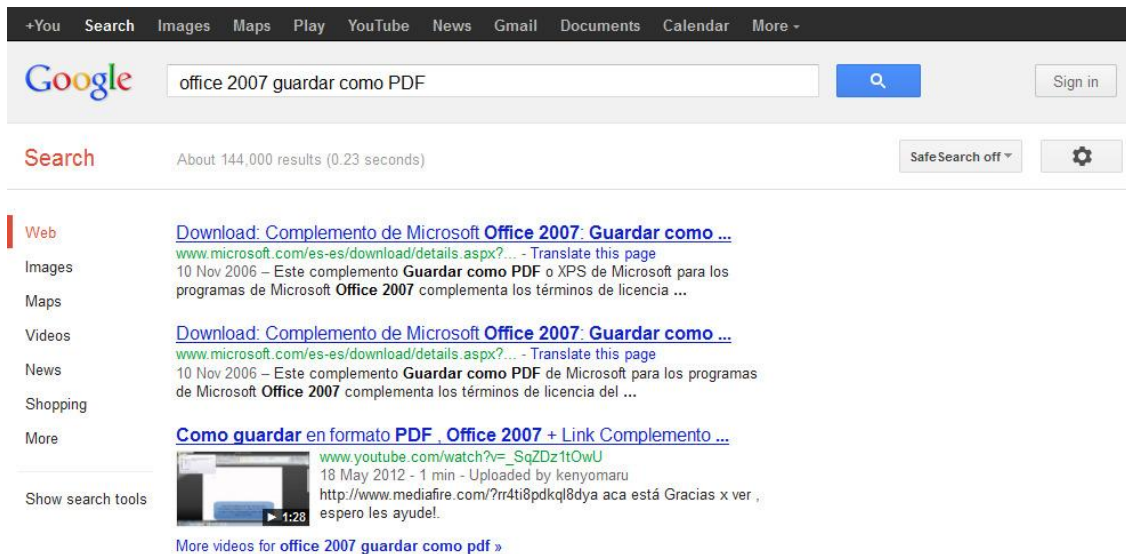 +You Search Images Maps Play YouTube News Gmail Documents Calendar More
Google office 2007 guardar como PDF Sign in
Search About 144,000 results (0.23 seconds) SafeSearch off
Web
Images
Maps
Videos
News
Shopping
More
Show search tools
Download: Complemento de Microsoft Office 2007: Guardar como ...
www.microsoft.com/es-es/download/details.aspx?... - Translate this page
10 Nov 2006 – Este complemento Guardar como PDF o XPS de Microsoft para los
programas de Microsoft Office 2007 complementa los términos de licencia ...
Download: Complemento de Microsoft Office 2007: Guardar como ...
www.microsoft.com/es-es/download/details.aspx?... - Translate this page
10 Nov 2006 – Este complemento Guardar como PDF de Microsoft para los programas
de Microsoft Office 2007 complementa los términos de licencia del ...
Como guardar en formato PDF , Office 2007 + Link Complemento ...
www.youtube.com/watch?v=_SqZDz1tOwU
18 May 2012 - 1 min - Uploaded by kenyomaru
http://www.mediafire.com/?rr4ti8pdkql8dya aca está Gracias x ver ,
espero les ayude!.
1:28
More videos for office 2007 guardar como pdf »